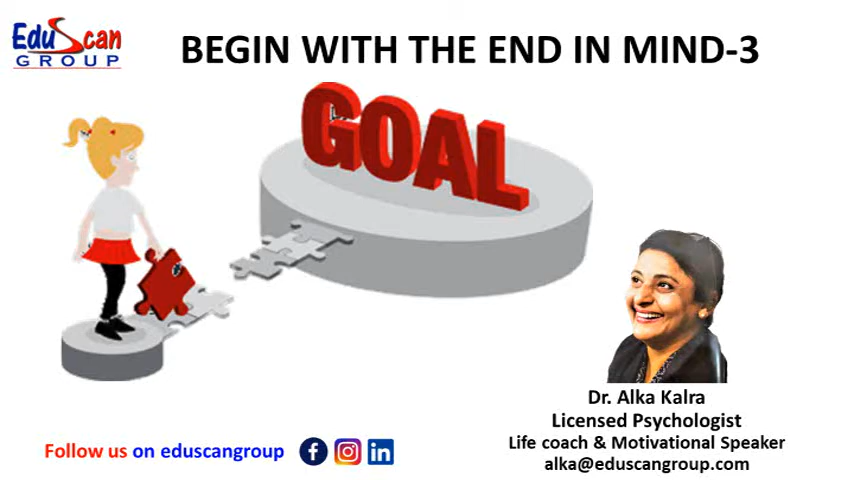 EduScan
GROUP
BEGIN WITH THE END IN MIND-3
GOAL
Dr. Alka Kalra
Licensed Psychologist
Life coach & Motivational Speaker
alka@eduscangroup.com
Follow us on eduscangroup